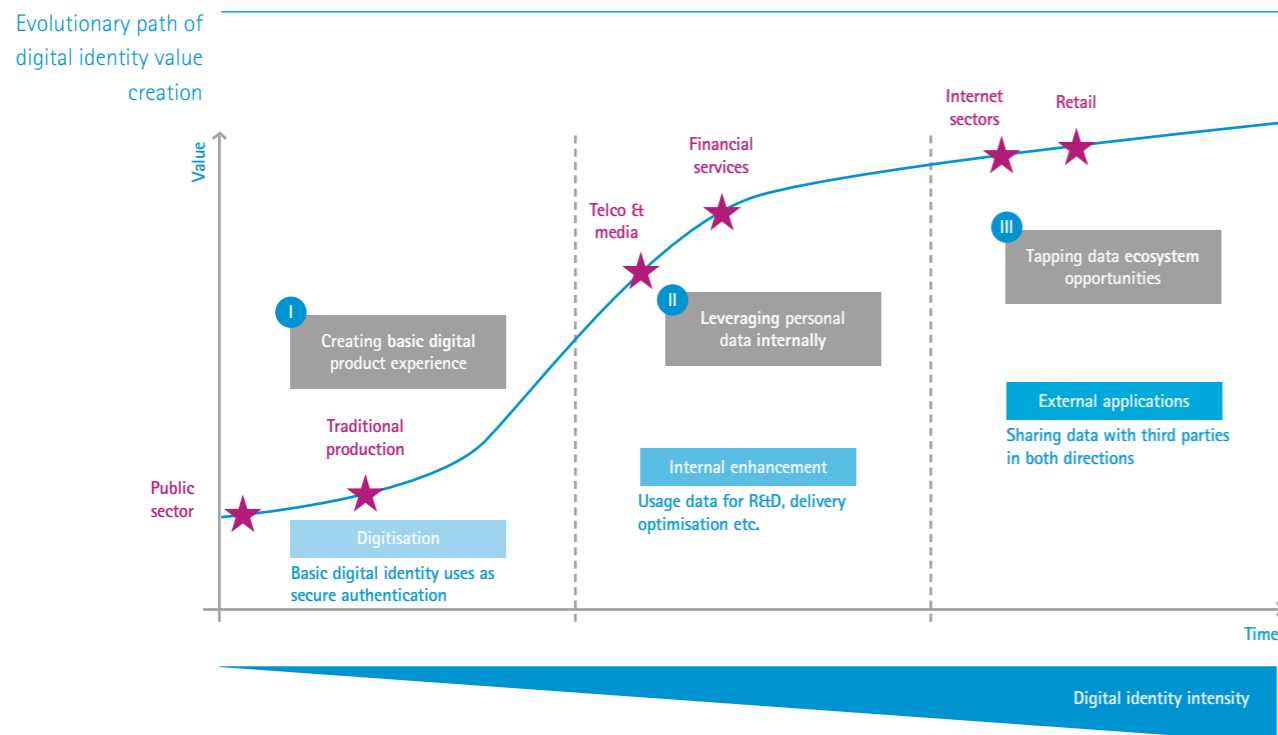 Evolutionary path of
digital identity value
creation
Value
Internet
sectors
Retail
Financial
services
Telco &
media
III
Tapping data ecosystem
opportunities
II
Leveraging personal
data internally
I
Creating basic digital
product experience
External applications
Sharing data with third parties
in both directions
Traditional
production
Internal enhancement
Usage data for R&D, delivery
optimisation etc.
Public
sector
Digitisation
Basic digital identity uses as
secure authentication
Time
Digital identity intensity